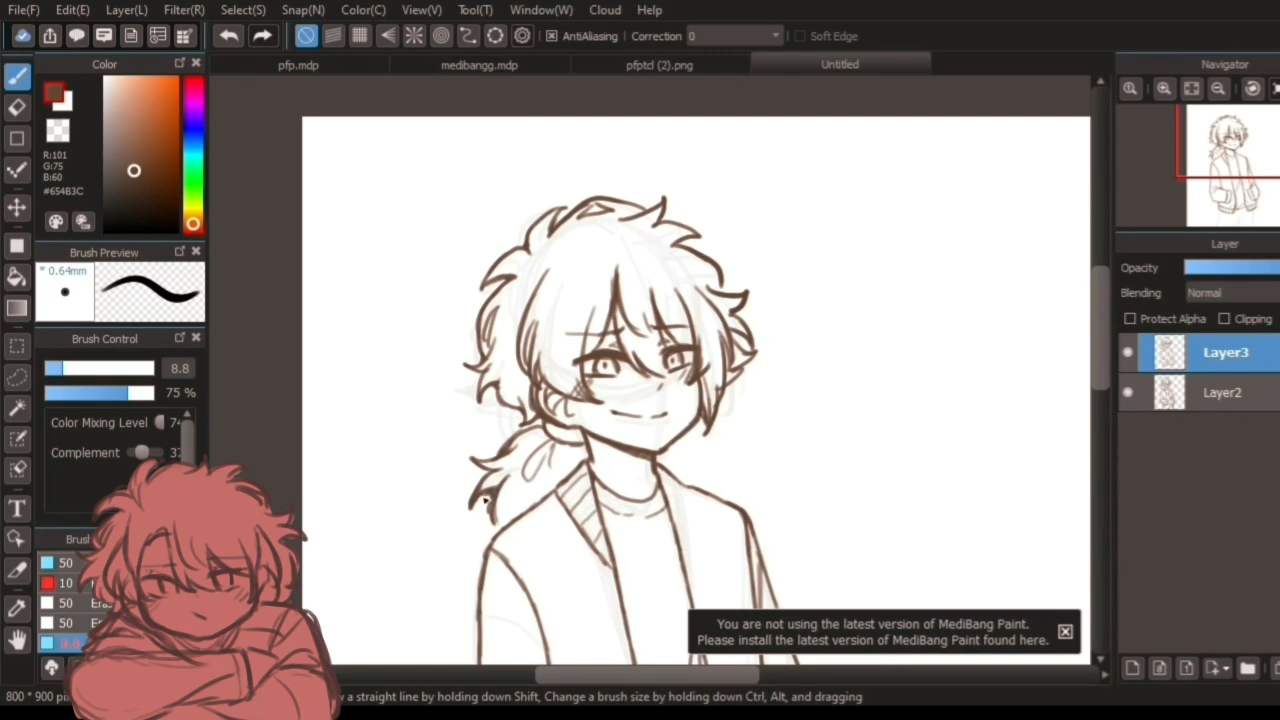 File(F) Edit(E) Layer(L) Filter(R) Select(S) Snap(N) Color(C) View(V) Tool(T) Window(W) Cloud Help
AntiAliasing Correction 0 Soft Edge
Color
pfp.mdp medibangg.mdp pfptcl (2).png Untitled
Navigator
R:101
G:75
B:60
#654B3C
Brush Preview
* 0.64mm
Brush Control
8.8
75 %
Color Mixing Level
Complement
Layer
Opacity
Blending Normal
Protect Alpha Clipping
Layer3
Layer2
50
10
50
50
You are not using the latest version of MediBang Paint.
Please install the latest version of MediBang Paint found here.
800 * 900 a straight line by holding down Shift, Change a brush size by holding down Ctrl, Alt, and dragging